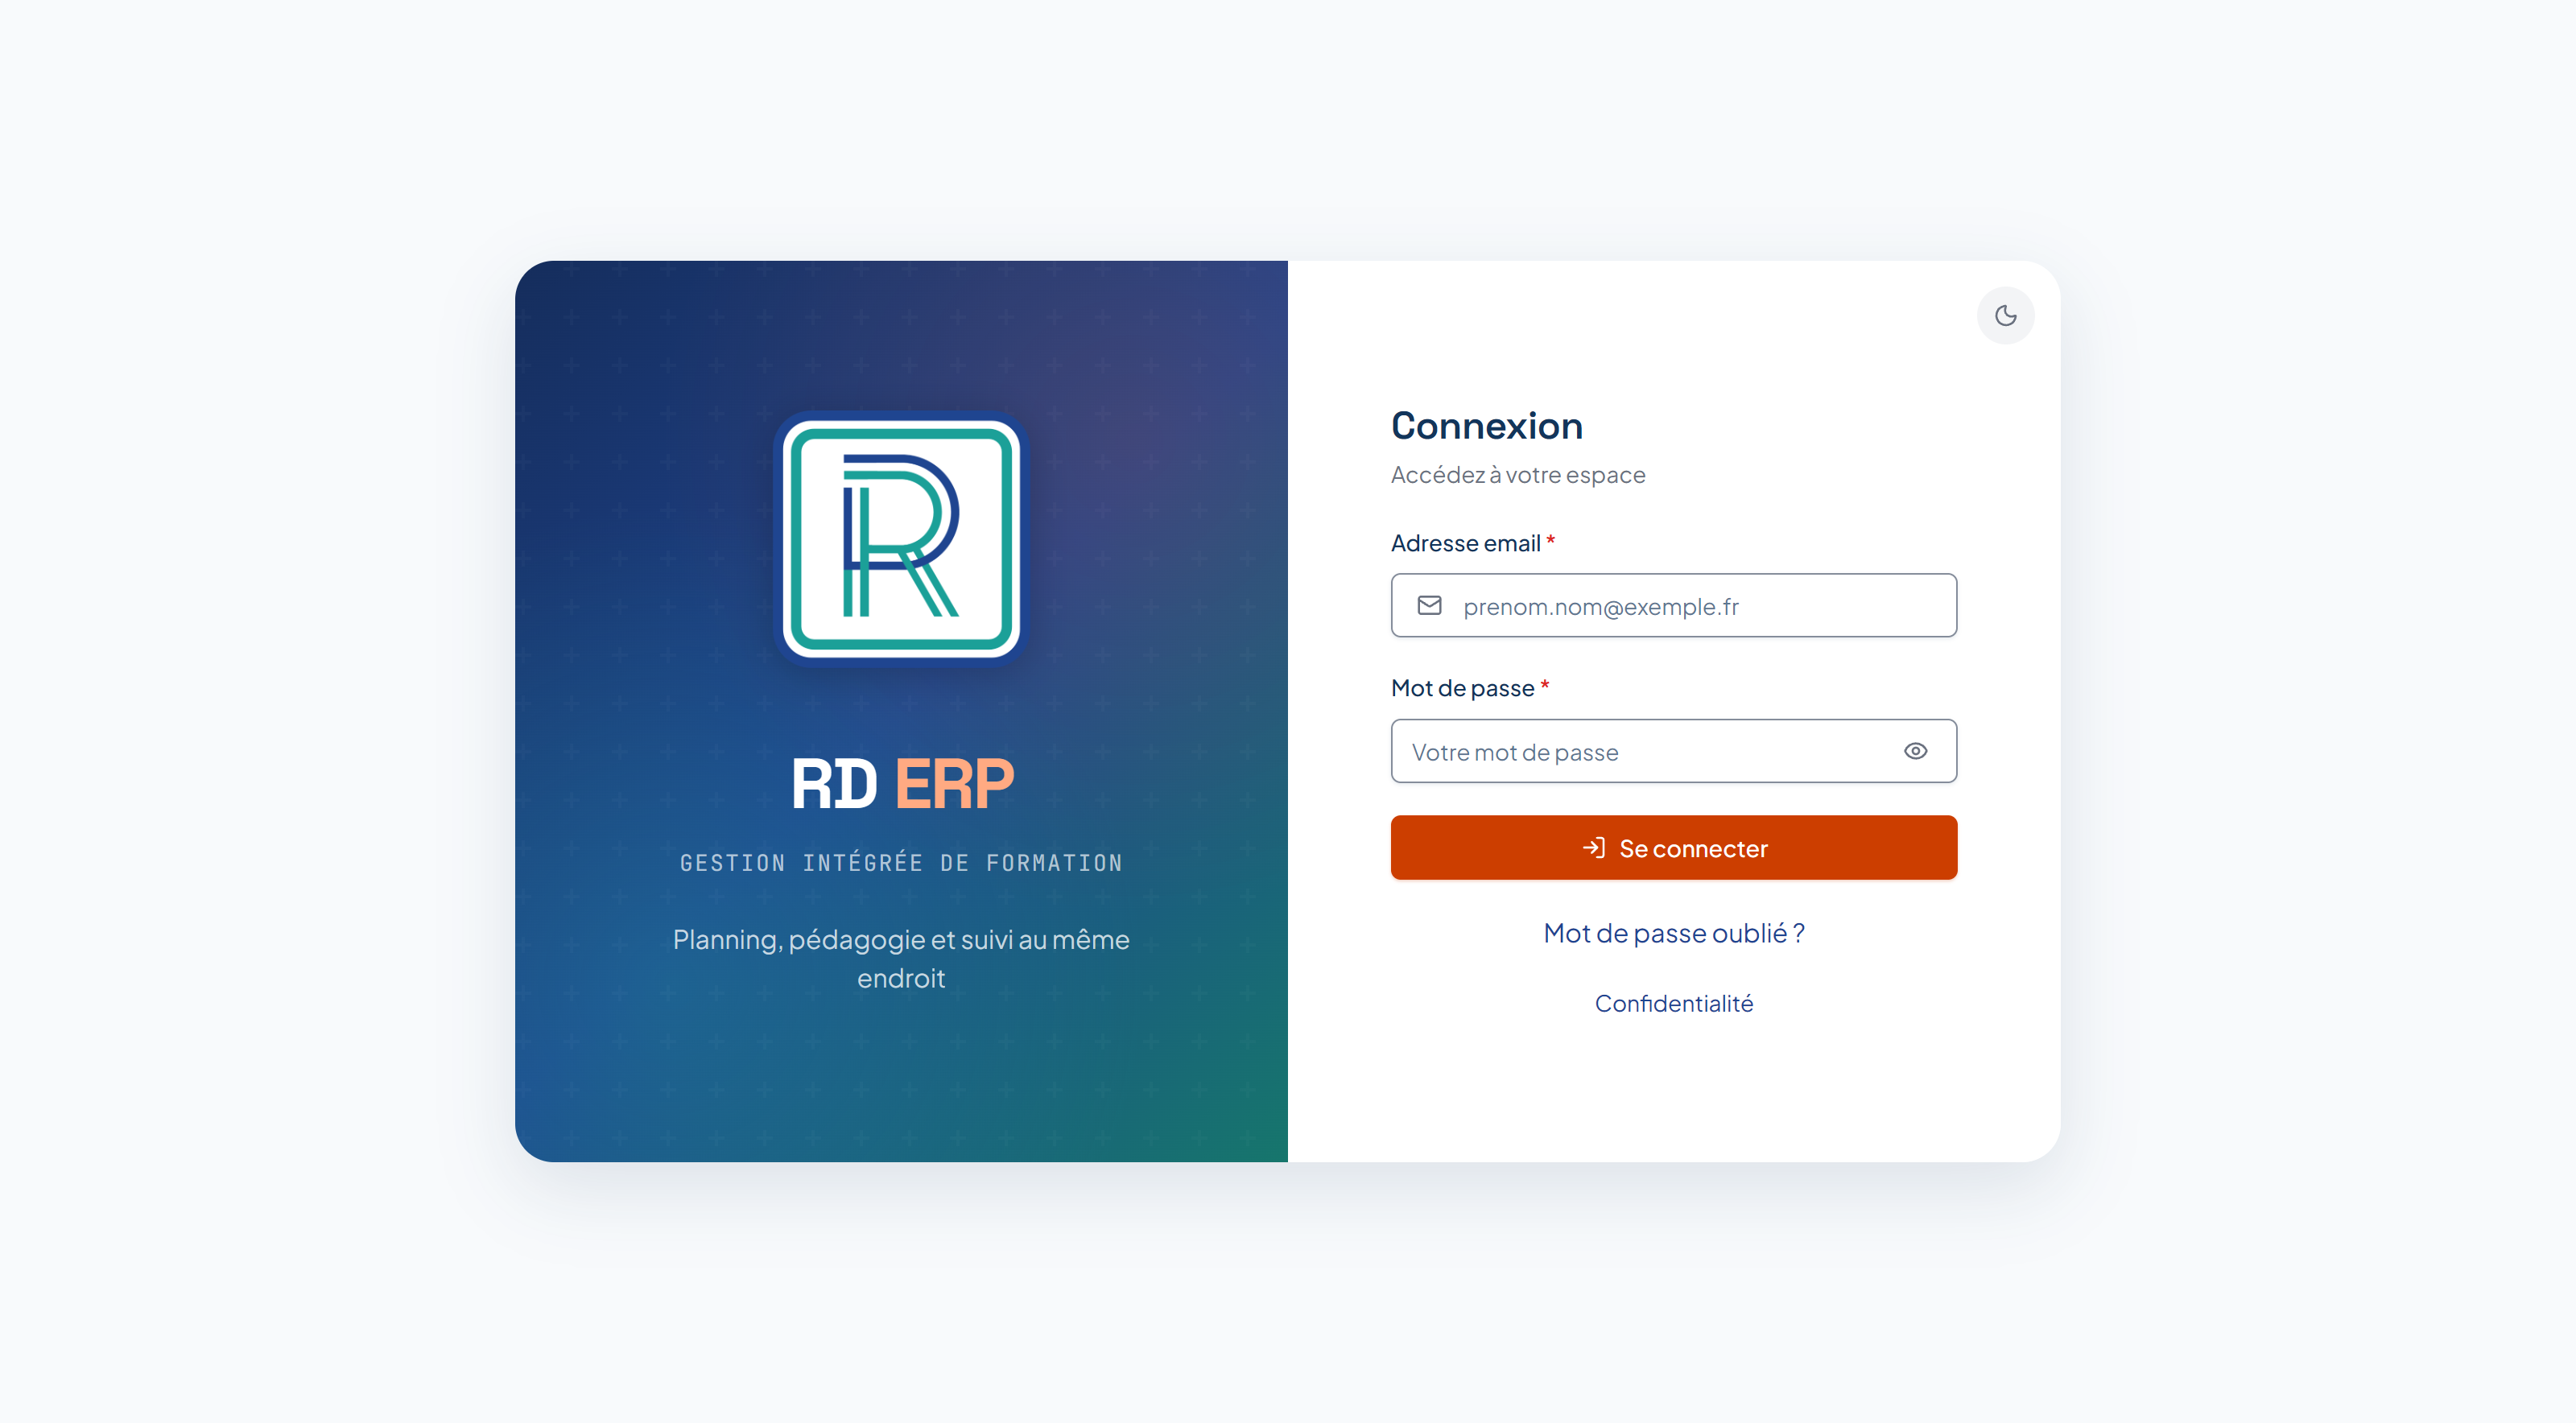 R
RD ERP
GESTION INTÉGRÉE DE FORMATION
Planning, pédagogie et suivi au même
endroit
Connexion
Accédez à votre espace
Adresse email *
prenom.nom@exemple.fr
Mot de passe *
Votre mot de passe
Se connecter
Mot de passe oublié ?
Confidentialité